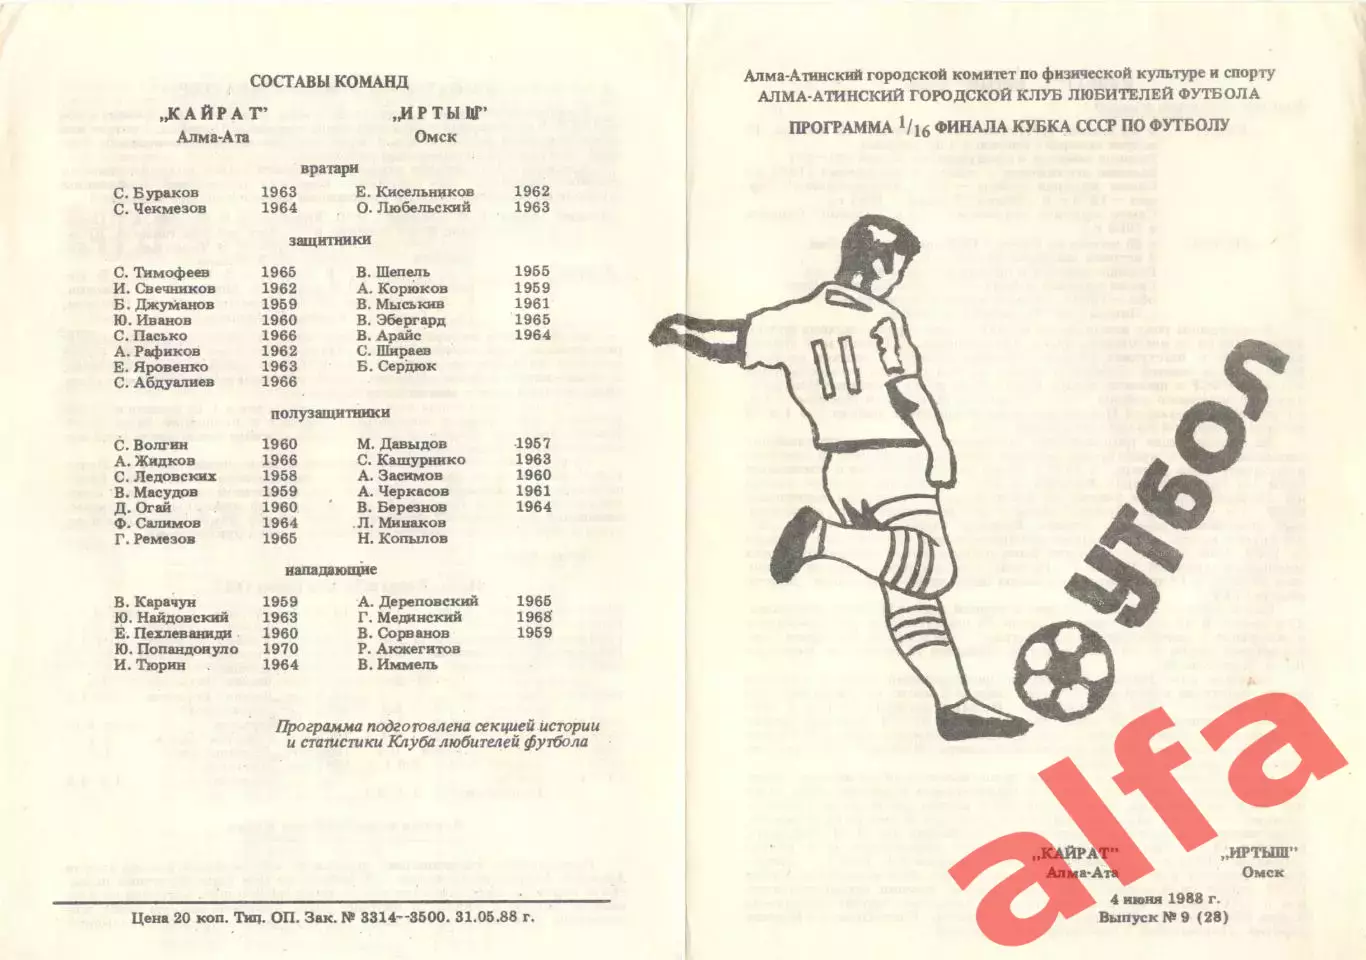 СОСТАВЫ КОМАНД
„КАЙРАТ" „ИРТЫШ"
Алма-Ата Омск
вратари
С. Бураков 1963 Е. Кисельников 1962
С. Чекмезов 1964 О. Любельский 1963
защитники
С. Тимофеев 1965 В. Шепель 1955
И. Свечников 1962 А. Корюков 1959
Б. Джуманов 1959 В. Мыськив 1961
Ю. Иванов 1960 В. Эбергард 1965
С. Пасько 1966 В. Арайс 1964
А. Рафиков 1962 С. Шираев
Е. Яровенко 1963 Б. Сердюк
С. Абдуалиев 1966
полузащитники
С. Волгин 1960 М. Давыдов 1957
А. Жидков 1966 С. Кашурнико 1963
С. Ледовских 1958 А. Засимов 1960
В. Масудов 1959 А. Черкасов 1961
Д. Огай 1960 В. Березнов 1964
Ф. Салимов 1964 Л. Минаков
Г. Ремезов 1965 Н. Копылов
нападающие
В. Карачун 1959 А. Дереповский 1965
Ю. Найдовский 1963 Г. Мединский 1968
Е. Пехлеваниди 1960 В. Сорванов 1959
Ю. Попандопуло 1970 Р. Акжегитов
И. Тюрин 1964 В. Иммель
Программа подготовлена секцией истории
и статистики Клуба любителей футбола
Цена 20 коп. Тип. ОП. Зак. № 3314--3500. 31.05.88 г.
Алма-Атинский городской комитет по физической культуре и спорту
АЛМА-АТИНСКИЙ ГОРОДСКОЙ КЛУБ ЛЮБИТЕЛЕЙ ФУТБОЛА
ПРОГРАММА 1/16 ФИНАЛА КУБКА СССР ПО ФУТБОЛУ
11
1
ФУТБОЛ
„КАЙРАТ" „ИРТЫШ"
Алма-Ата Омск
4 июня 1988 г.
Выпуск № 9 (28)
alfa